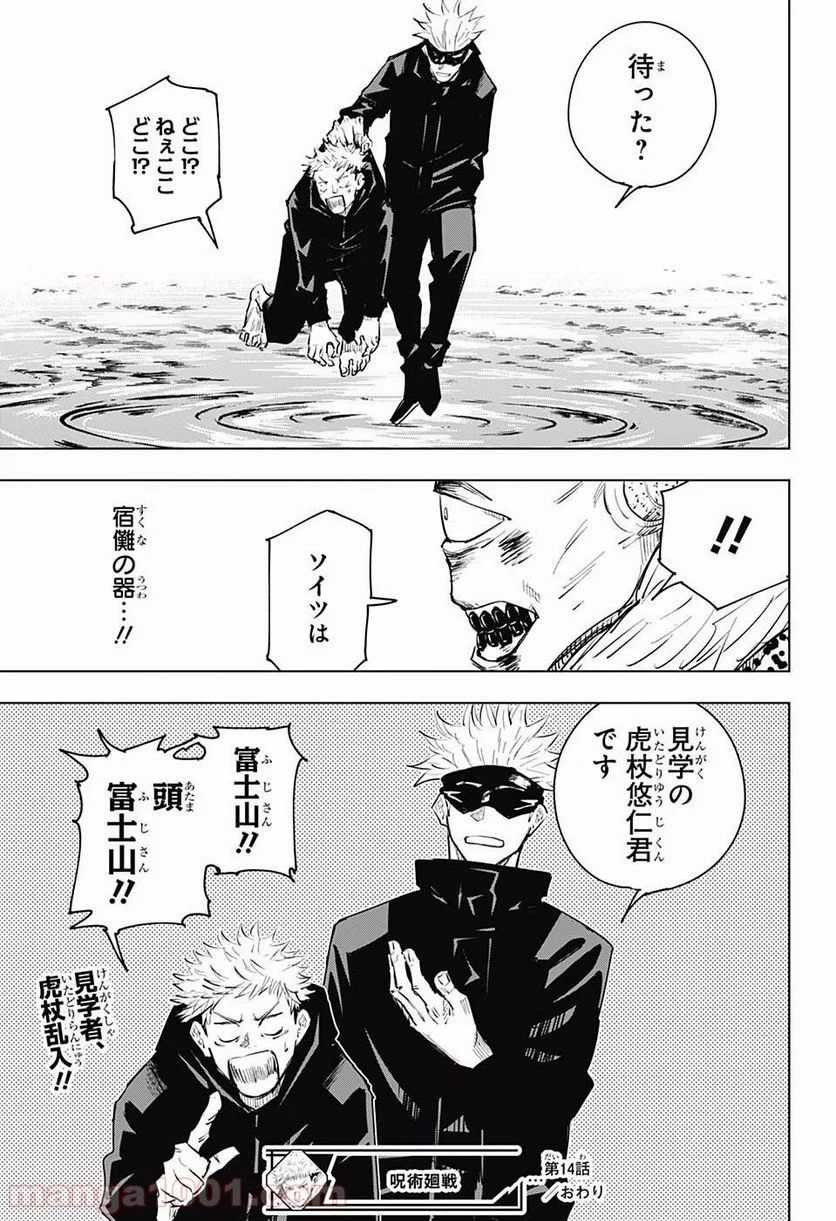 待った?
どこ!?
ねぇここ
どこ!?
!!
ソイツは
宿儺の器…!!
見学の
虎杖悠仁君
です
富士山!!
頭
富士山!!
見学者、
虎杖乱入!!
呪術廻戦
第14話
/おわり
manga1001.com